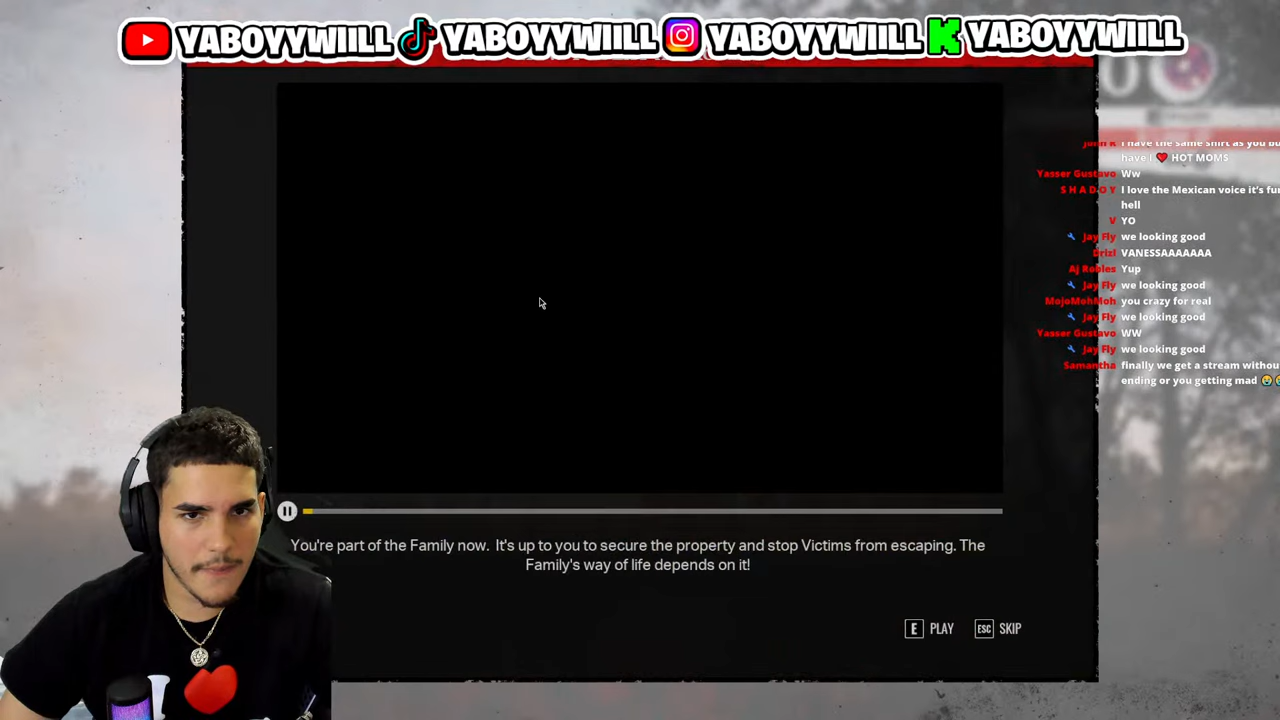 YABOYYWIILL YABOYYWIILL YABOYYWIILL YABOYYWIILL
have I ❤️ HOT MOMS
Yasser Gustavo Ww
S H A D O Y I love the Mexican voice it's
hell
V YO
Jay Fly we looking good
Drizl VANESSAAAAAAA
Aj Robles Yup
Jay Fly we looking good
MojoMohMoh you crazy for real
Jay Fly we looking good
Yasser Gustavo WW
Jay Fly we looking good
Samantha finally we get a stream
ending or you getting mad 😭
You're part of the Family now. It's up to you to secure the property and stop Victims from escaping. The
Family's way of life depends on it!
E PLAY ESC SKIP
I